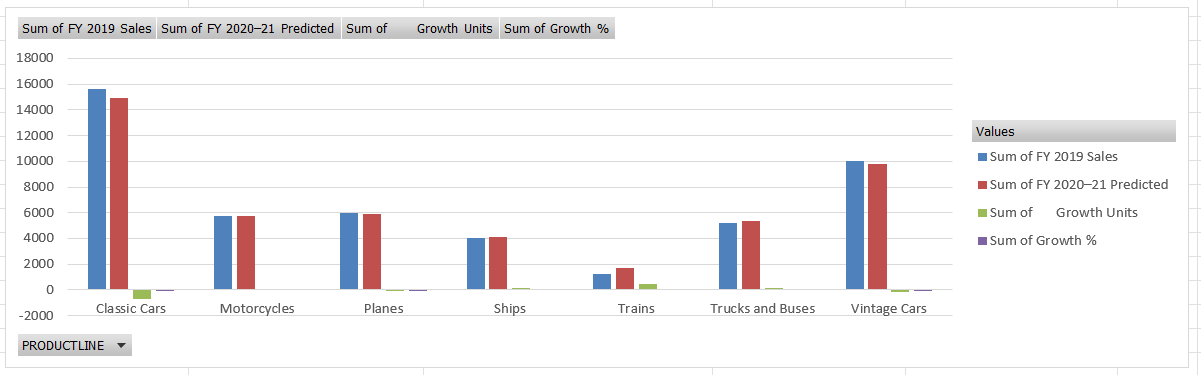 Sum of FY 2019 Sales Sum of FY 2020–21 Predicted Sum of Growth Units Sum of Growth %
18000
16000
14000
12000
10000
8000
6000
4000
2000
0
-2000
Classic Cars Motorcycles Planes Ships Trains Trucks and Buses Vintage Cars
Values
Sum of FY 2019 Sales
Sum of FY 2020–21 Predicted
Sum of Growth Units
Sum of Growth %
PRODUCTLINE